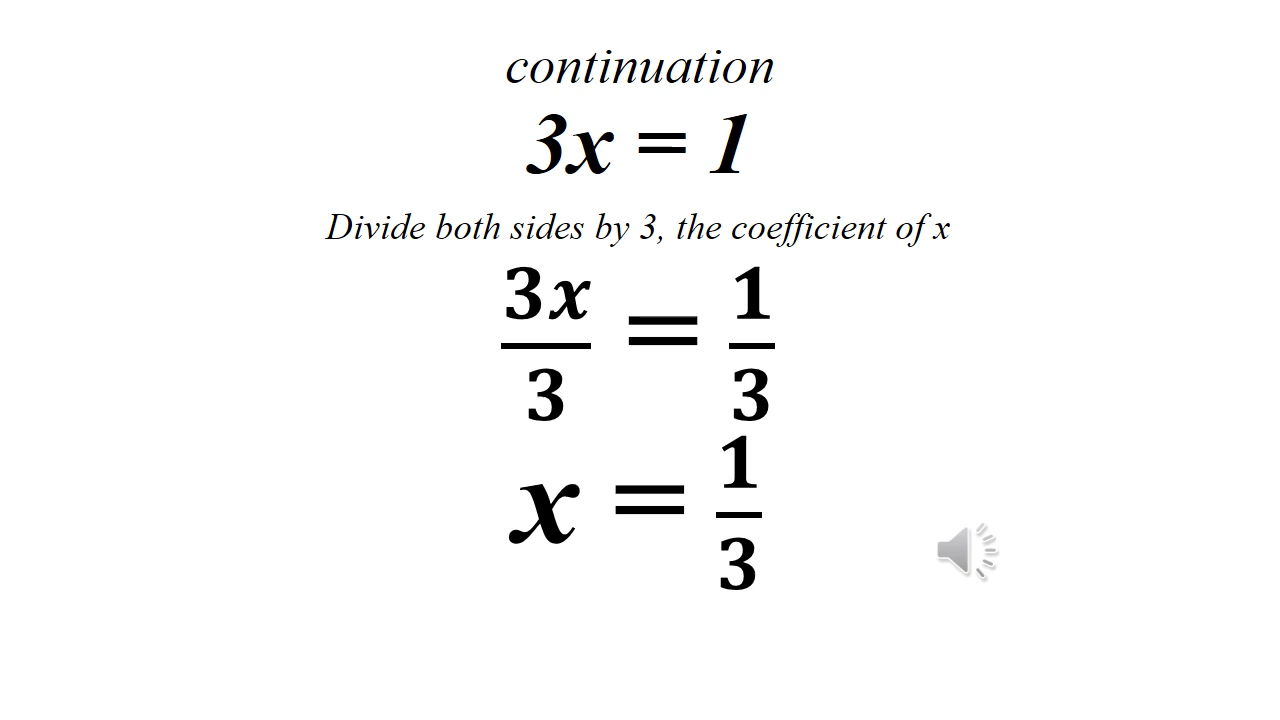 continuation
3x = 1
Divide both sides by 3, the coefficient of x
3x/3 = 1/3
x = 1/3